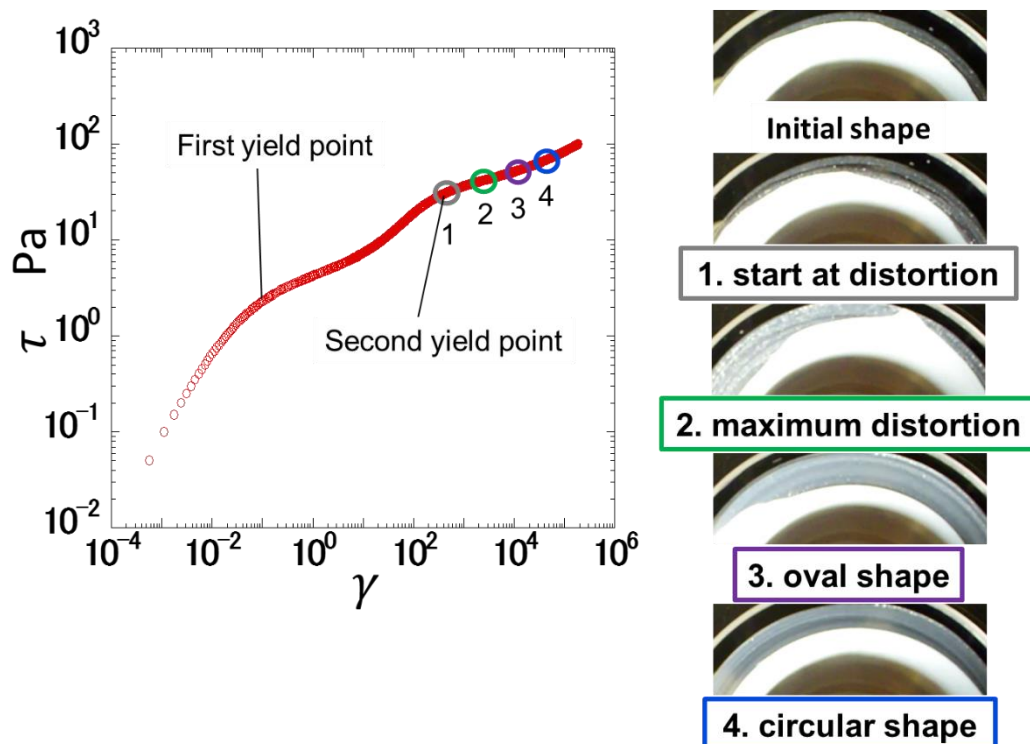 10³
10²
10¹
10⁰
10⁻¹
10⁻²
τ Pa
10⁻⁴
10⁻²
10⁰
10²
10⁴
10⁶
γ
First yield point
Second yield point
1
2
3
4
Initial shape
1. start at distortion
2. maximum distortion
3. oval shape
4. circular shape